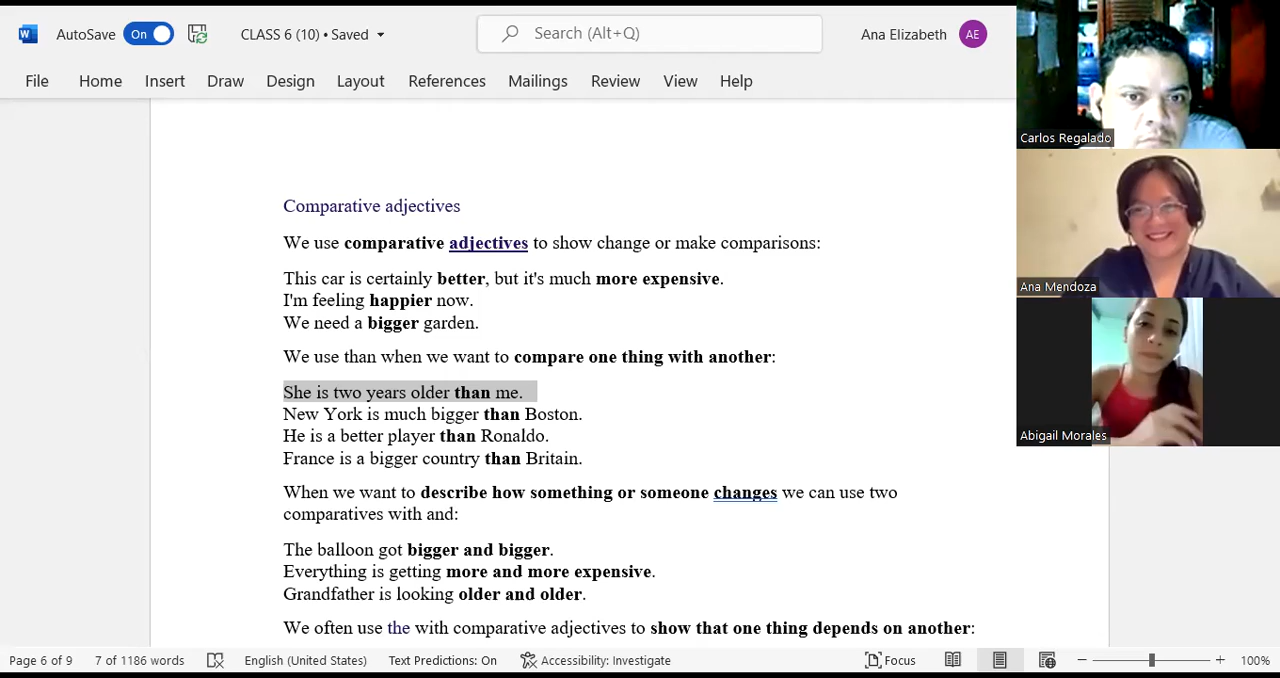 AutoSave On CLASS 6 (10) • Saved Search (Alt+Q) Ana Elizabeth AE
File Home Insert Draw Design Layout References Mailings Review View Help
Comparative adjectives
We use comparative adjectives to show change or make comparisons:
This car is certainly better, but it's much more expensive.
I'm feeling happier now.
We need a bigger garden.
We use than when we want to compare one thing with another:
She is two years older than me.
New York is much bigger than Boston.
He is a better player than Ronaldo.
France is a bigger country than Britain.
When we want to describe how something or someone changes we can use two
comparatives with and:
The balloon got bigger and bigger.
Everything is getting more and more expensive.
Grandfather is looking older and older.
We often use the with comparative adjectives to show that one thing depends on another:
Page 6 of 9 7 of 1186 words English (United States) Text Predictions: On Accessibility: Investigate Focus 100%
Carlos Regalado
Ana Mendoza
Abigail Morales